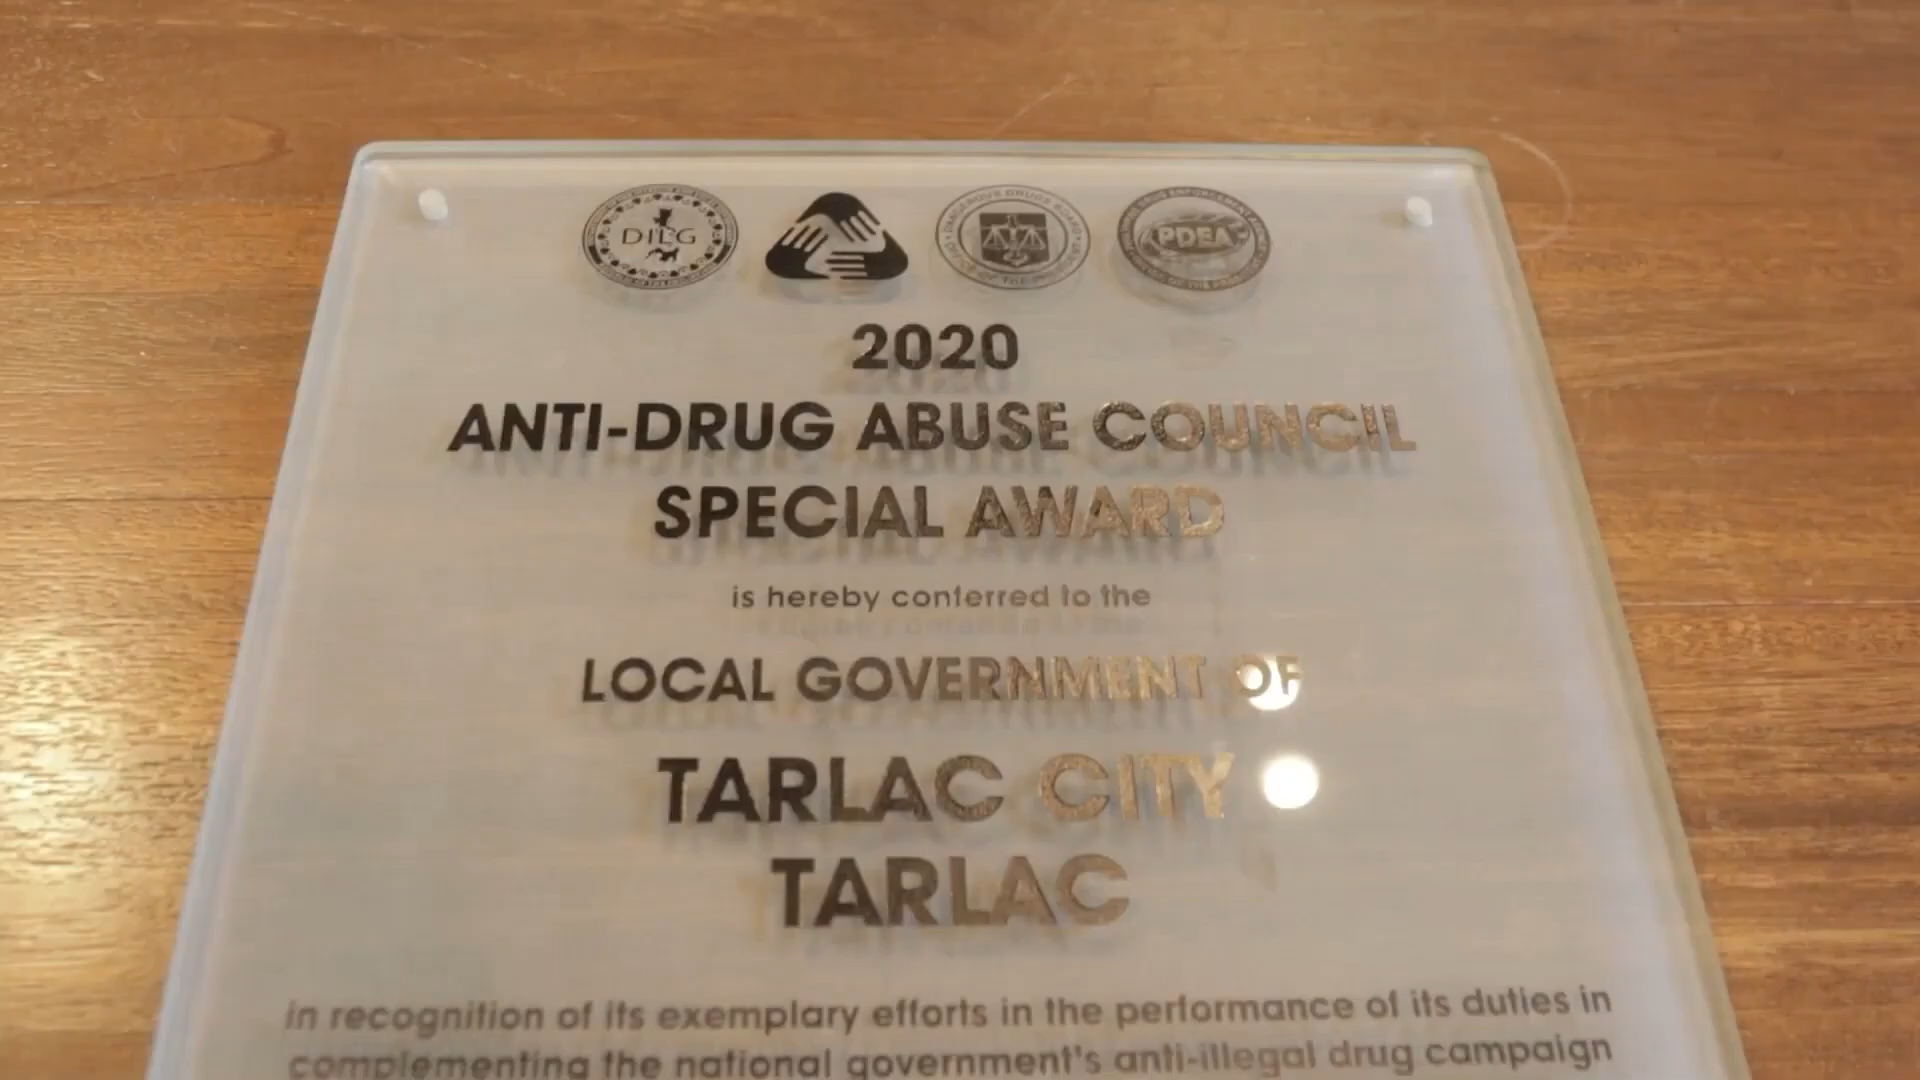 DILG
PDEA
2020
ANTI-DRUG ABUSE COUNCIL
SPECIAL AWARD
is hereby conferred to the
LOCAL GOVERNMENT OF
TARLAC CITY
TARLAC
in recognition of its exemplary efforts in the performance of its duties in
complementing the national government's anti-illegal drug campaign